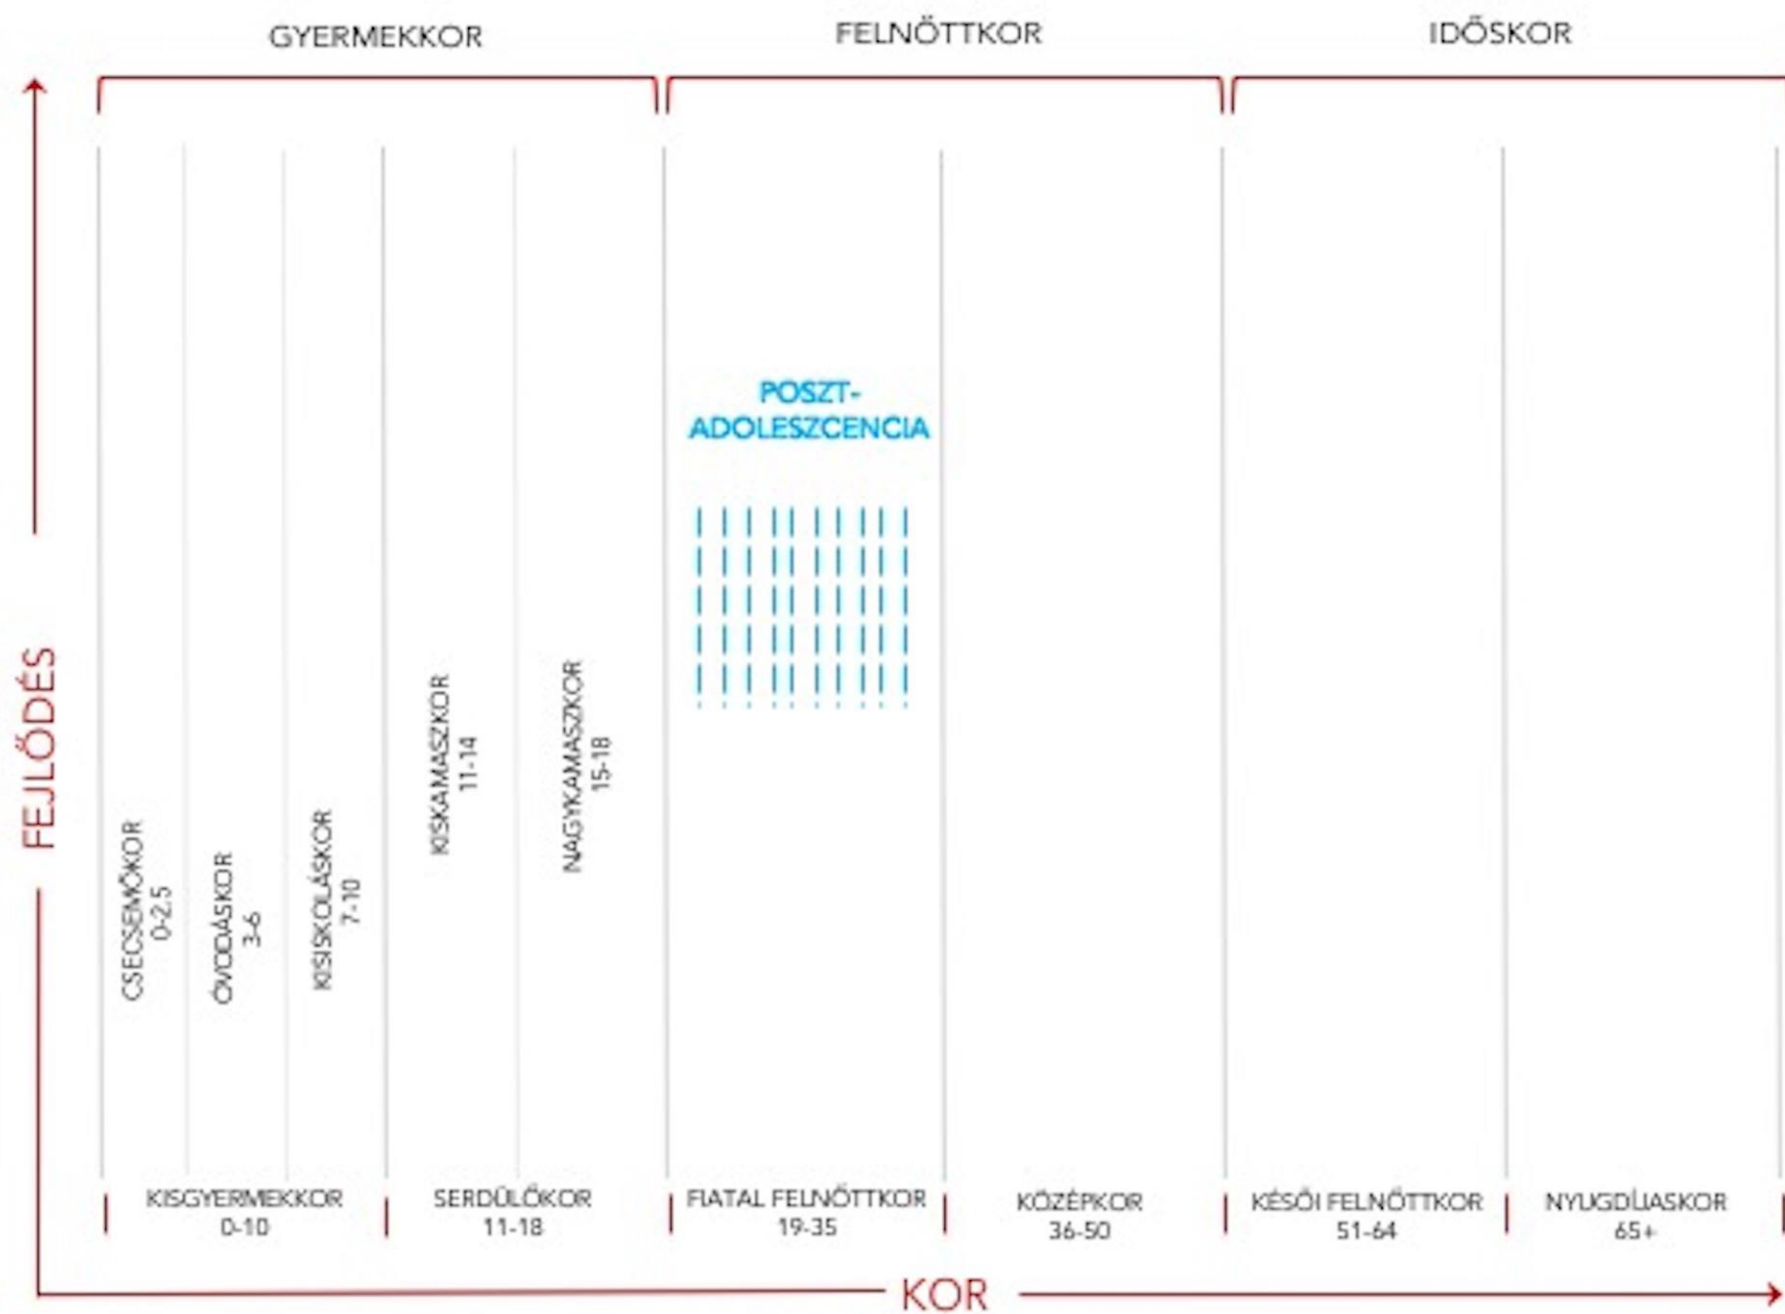 GYERMEKKOR
FELNŐTTKOR
IDŐSKOR
POSZT-
ADOLESZCENCIA
FEJLŐDÉS
CSECSEMŐKOR
0-2,5
ÓVODÁSKOR
3-6
KISISKOLÁSKOR
7-10
KISKAMASZKOR
11-14
NAGYKAMASZKOR
15-18
KISGYERMEKKOR
0-10
SERDÜLŐKOR
11-18
FIATAL FELNŐTTKOR
19-35
KÖZÉPKOR
36-50
KÉSŐI FELNŐTTKOR
51-64
NYUGDÍJASKOR
65+
KOR